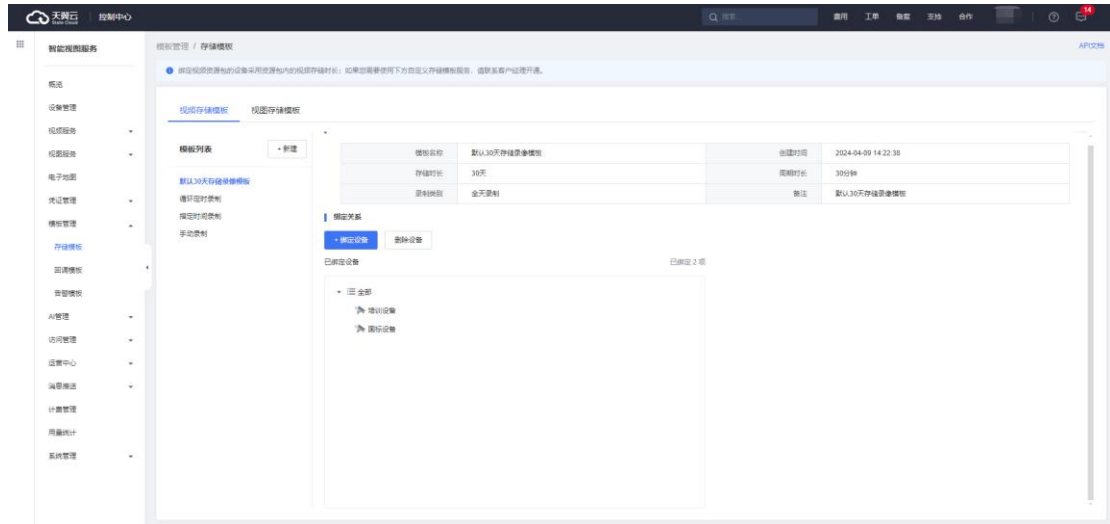 天翼云 控制中心 搜索 费用 工单 备案 支持 合作 14
智能视图服务
模板管理 / 存储模板 API文档
绑定视频资源包的设备采用资源包内的视频存储时长；如果您需要使用下方自定义存储模板服务，请联系客户经理开通。
概览
设备管理
视频服务
视图服务
电子地图
凭证管理
模板管理
存储模板
回调模板
告警模板
AI管理
访问管理
运营中心
消息推送
计费管理
用量统计
系统管理
视频存储模板 视图存储模板
模板列表 + 新建
默认30天存储录像模板
循环定时录制
指定时间录制
手动录制
模板名称 默认30天存储录像模板 创建时间 2024-04-09 14:22:38
存储时长 30天 周期时长 30分钟
录制类别 全天录制 备注 默认30天存储录像模板
绑定关系
+ 绑定设备 删除设备
已绑定设备 已绑定 2 项
全部
培训设备
国标设备